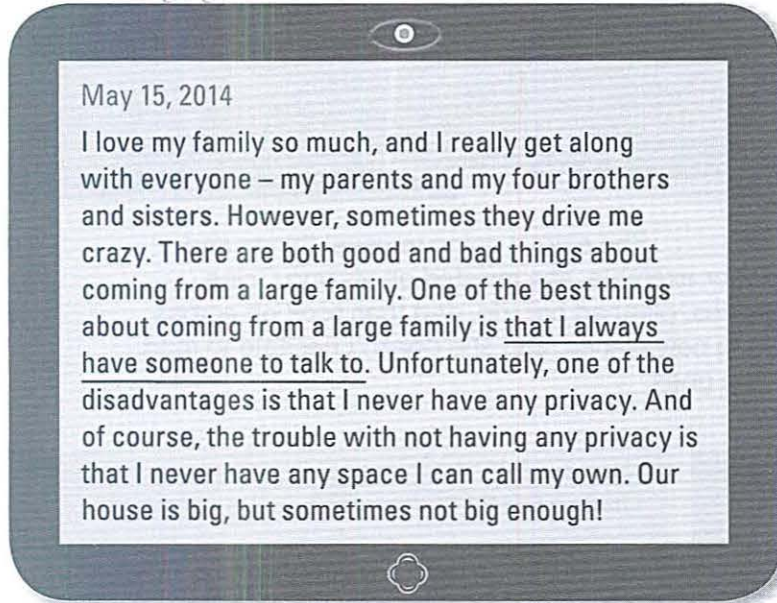 May 15, 2014
I love my family so much, and I really get along
with everyone – my parents and my four brothers
and sisters. However, sometimes they drive me
crazy. There are both good and bad things about
coming from a large family. One of the best things
about coming from a large family is that I always
have someone to talk to. Unfortunately, one of the
disadvantages is that I never have any privacy. And
of course, the trouble with not having any privacy is
that I never have any space I can call my own. Our
house is big, but sometimes not big enough!